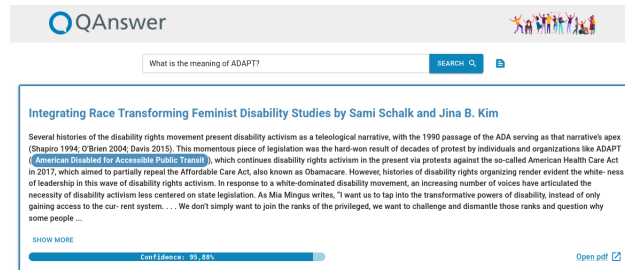 QAnswer
What is the meaning of ADAPT?
SEARCH
Integrating Race Transforming Feminist Disability Studies by Sami Schalk and Jina B. Kim
Several histories of the disability rights movement present disability activism as a teleological narrative, with the 1990 passage of the ADA serving as that narrative's apex
(Shapiro 1994; O'Brien 2004; Davis 2015). This momentous piece of legislation was the hard-won result of decades of protest by individuals and organizations like ADAPT
( American Disabled for Accessible Public Transit ), which continues disability rights activism in the present via protests against the so-called American Health Care Act
in 2017, which aimed to partially repeal the Affordable Care Act, also known as Obamacare. However, histories of disability rights organizing render evident the white- ness
of leadership in this wave of disability rights activism. In response to a white-dominated disability movement, an increasing number of voices have articulated the
necessity of disability activism less centered on state legislation. As Mia Mingus writes, "I want us to tap into the transformative powers of disability, instead of only
gaining access to the cur- rent system. . . . We don't simply want to join the ranks of the privileged, we want to challenge and dismantle those ranks and question why
some people ...
SHOW MORE
Confidence: 95,88%
Open pdf